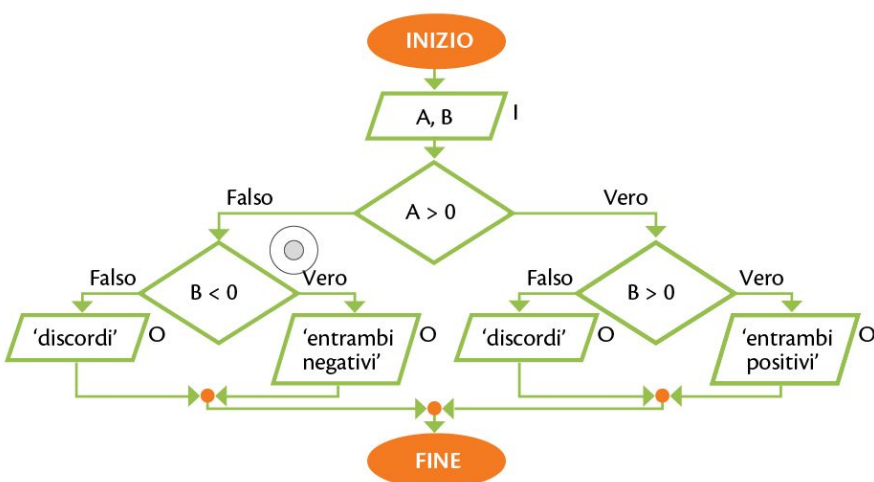 INIZIO
A, B
I
Falso
A > 0
Vero
Falso
B < 0
Vero
Falso
B > 0
Vero
‘discordi’
O
‘entrambi
negativi’
O
‘discordi’
O
‘entrambi
positivi’
O
FINE